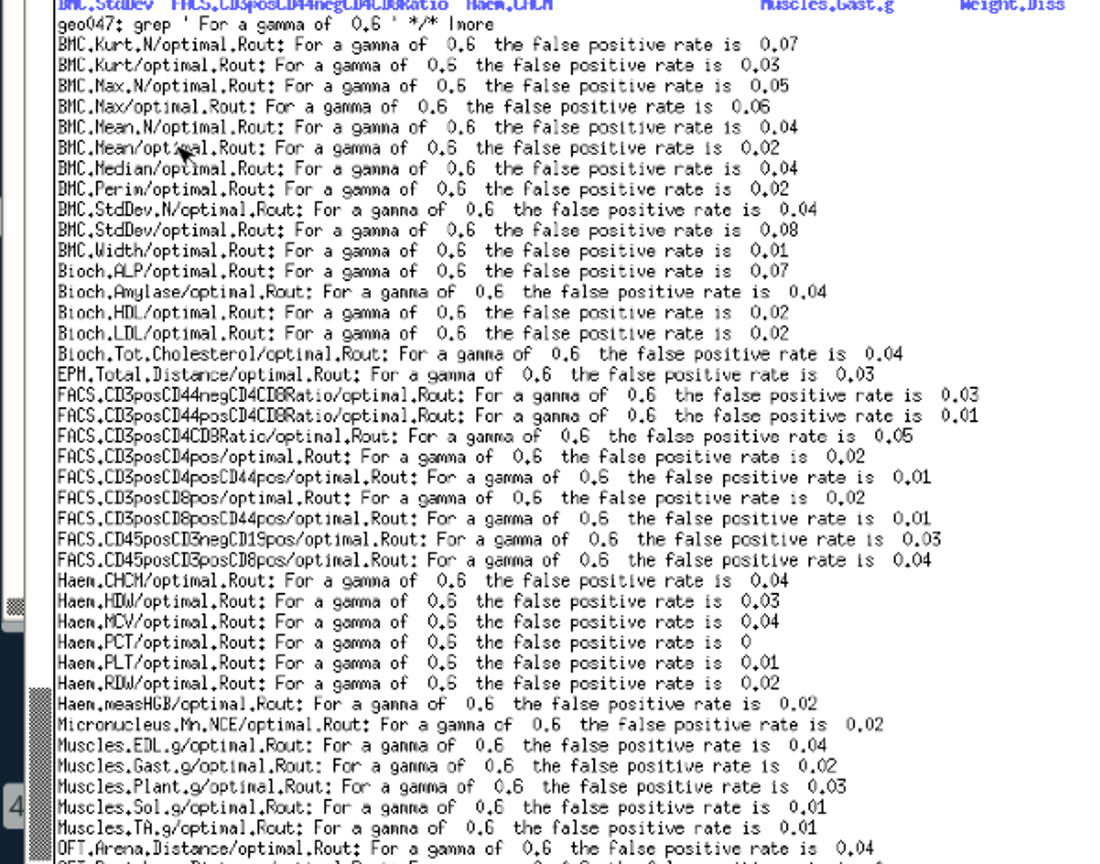 BMC.StdDev FACS.CD3posCD44negCD4CD8Ratio Haem.CHCM Muscles.Gast.g Weight.Diss
geo047: grep ' For a gamma of  0.6 ' */* |more
BMC.Kurt.N/optimal.Rout: For a gamma of  0.6  the false positive rate is  0.07
BMC.Kurt/optimal.Rout: For a gamma of  0.6  the false positive rate is  0.03
BMC.Max.N/optimal.Rout: For a gamma of  0.6  the false positive rate is  0.05
BMC.Max/optimal.Rout: For a gamma of  0.6  the false positive rate is  0.06
BMC.Mean.N/optimal.Rout: For a gamma of  0.6  the false positive rate is  0.04
BMC.Mean/optimal.Rout: For a gamma of  0.6  the false positive rate is  0.02
BMC.Median/optimal.Rout: For a gamma of  0.6  the false positive rate is  0.04
BMC.Perim/optimal.Rout: For a gamma of  0.6  the false positive rate is  0.02
BMC.StdDev.N/optimal.Rout: For a gamma of  0.6  the false positive rate is  0.04
BMC.StdDev/optimal.Rout: For a gamma of  0.6  the false positive rate is  0.08
BMC.Width/optimal.Rout: For a gamma of  0.6  the false positive rate is  0.01
Bioch.ALP/optimal.Rout: For a gamma of  0.6  the false positive rate is  0.07
Bioch.Amylase/optimal.Rout: For a gamma of  0.6  the false positive rate is  0.04
Bioch.HDL/optimal.Rout: For a gamma of  0.6  the false positive rate is  0.02
Bioch.LDL/optimal.Rout: For a gamma of  0.6  the false positive rate is  0.02
Bioch.Tot.Cholesterol/optimal.Rout: For a gamma of  0.6  the false positive rate is  0.04
EPM.Total.Distance/optimal.Rout: For a gamma of  0.6  the false positive rate is  0.03
FACS.CD3posCD44negCD4CD8Ratio/optimal.Rout: For a gamma of  0.6  the false positive rate is  0.03
FACS.CD3posCD44posCD4CD8Ratio/optimal.Rout: For a gamma of  0.6  the false positive rate is  0.01
FACS.CD3posCD4CD8Ratio/optimal.Rout: For a gamma of  0.6  the false positive rate is  0.05
FACS.CD3posCD4pos/optimal.Rout: For a gamma of  0.6  the false positive rate is  0.02
FACS.CD3posCD4posCD44pos/optimal.Rout: For a gamma of  0.6  the false positive rate is  0.01
FACS.CD3posCD8pos/optimal.Rout: For a gamma of  0.6  the false positive rate is  0.02
FACS.CD3posCD8posCD44pos/optimal.Rout: For a gamma of  0.6  the false positive rate is  0.01
FACS.CD45posCD3negCD19pos/optimal.Rout: For a gamma of  0.6  the false positive rate is  0.03
FACS.CD45posCD3posCD8pos/optimal.Rout: For a gamma of  0.6  the false positive rate is  0.04
Haem.CHCM/optimal.Rout: For a gamma of  0.6  the false positive rate is  0.04
Haem.HDW/optimal.Rout: For a gamma of  0.6  the false positive rate is  0.03
Haem.MCV/optimal.Rout: For a gamma of  0.6  the false positive rate is  0.04
Haem.PCT/optimal.Rout: For a gamma of  0.6  the false positive rate is  0
Haem.PLT/optimal.Rout: For a gamma of  0.6  the false positive rate is  0.01
Haem.RDW/optimal.Rout: For a gamma of  0.6  the false positive rate is  0.02
Haem.measHGB/optimal.Rout: For a gamma of  0.6  the false positive rate is  0.02
Micronucleus.Mn.NCE/optimal.Rout: For a gamma of  0.6  the false positive rate is  0.02
Muscles.EDL.g/optimal.Rout: For a gamma of  0.6  the false positive rate is  0.04
Muscles.Gast.g/optimal.Rout: For a gamma of  0.6  the false positive rate is  0.02
Muscles.Plant.g/optimal.Rout: For a gamma of  0.6  the false positive rate is  0.03
Muscles.Sol.g/optimal.Rout: For a gamma of  0.6  the false positive rate is  0.01
Muscles.TA.g/optimal.Rout: For a gamma of  0.6  the false positive rate is  0.01
OFT.Arena.Distance/optimal.Rout: For a gamma of  0.6  the false positive rate is  0.04
4